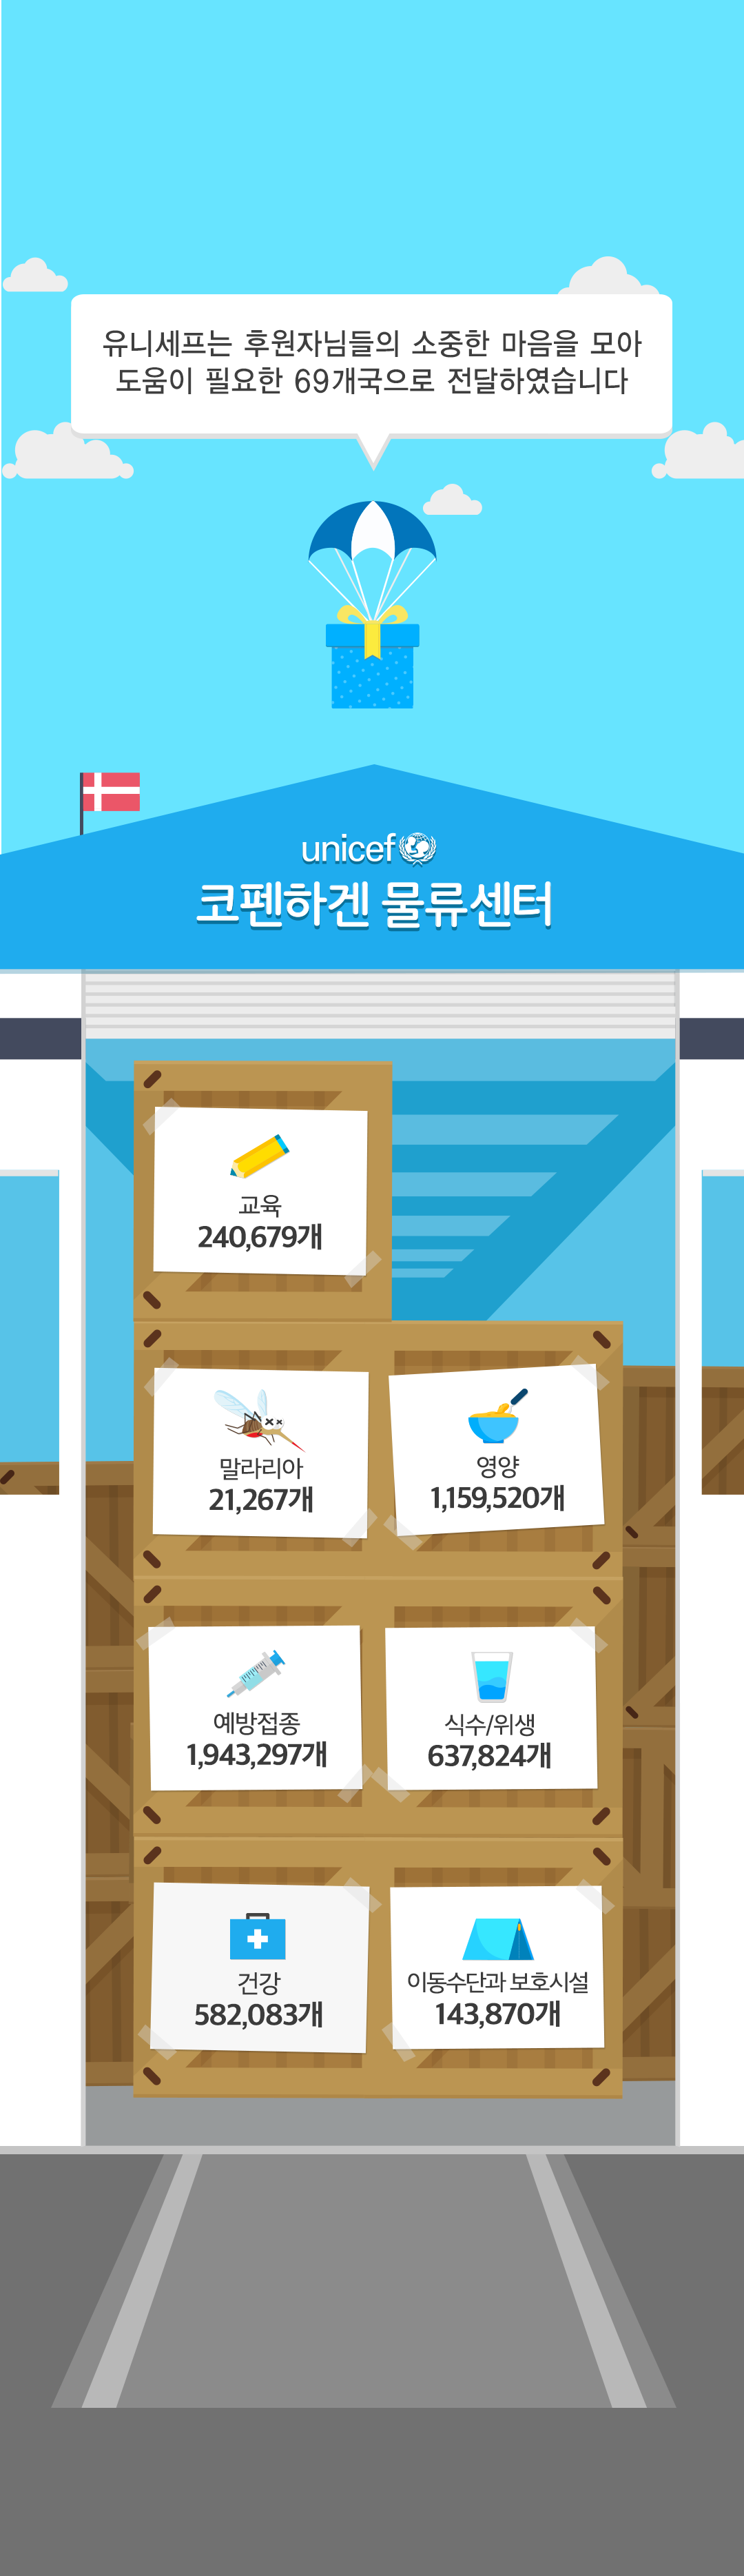 유니세프는 후원자님들의 소중한 마음을 모아
도움이 필요한 69개국으로 전달하였습니다
unicef
코펜하겐 물류센터
교육
240,679개
말라리아
21,267개
영양
1,159,520개
예방접종
1,943,297개
식수/위생
637,824개
건강
582,083개
이동수단과 보호시설
143,870개